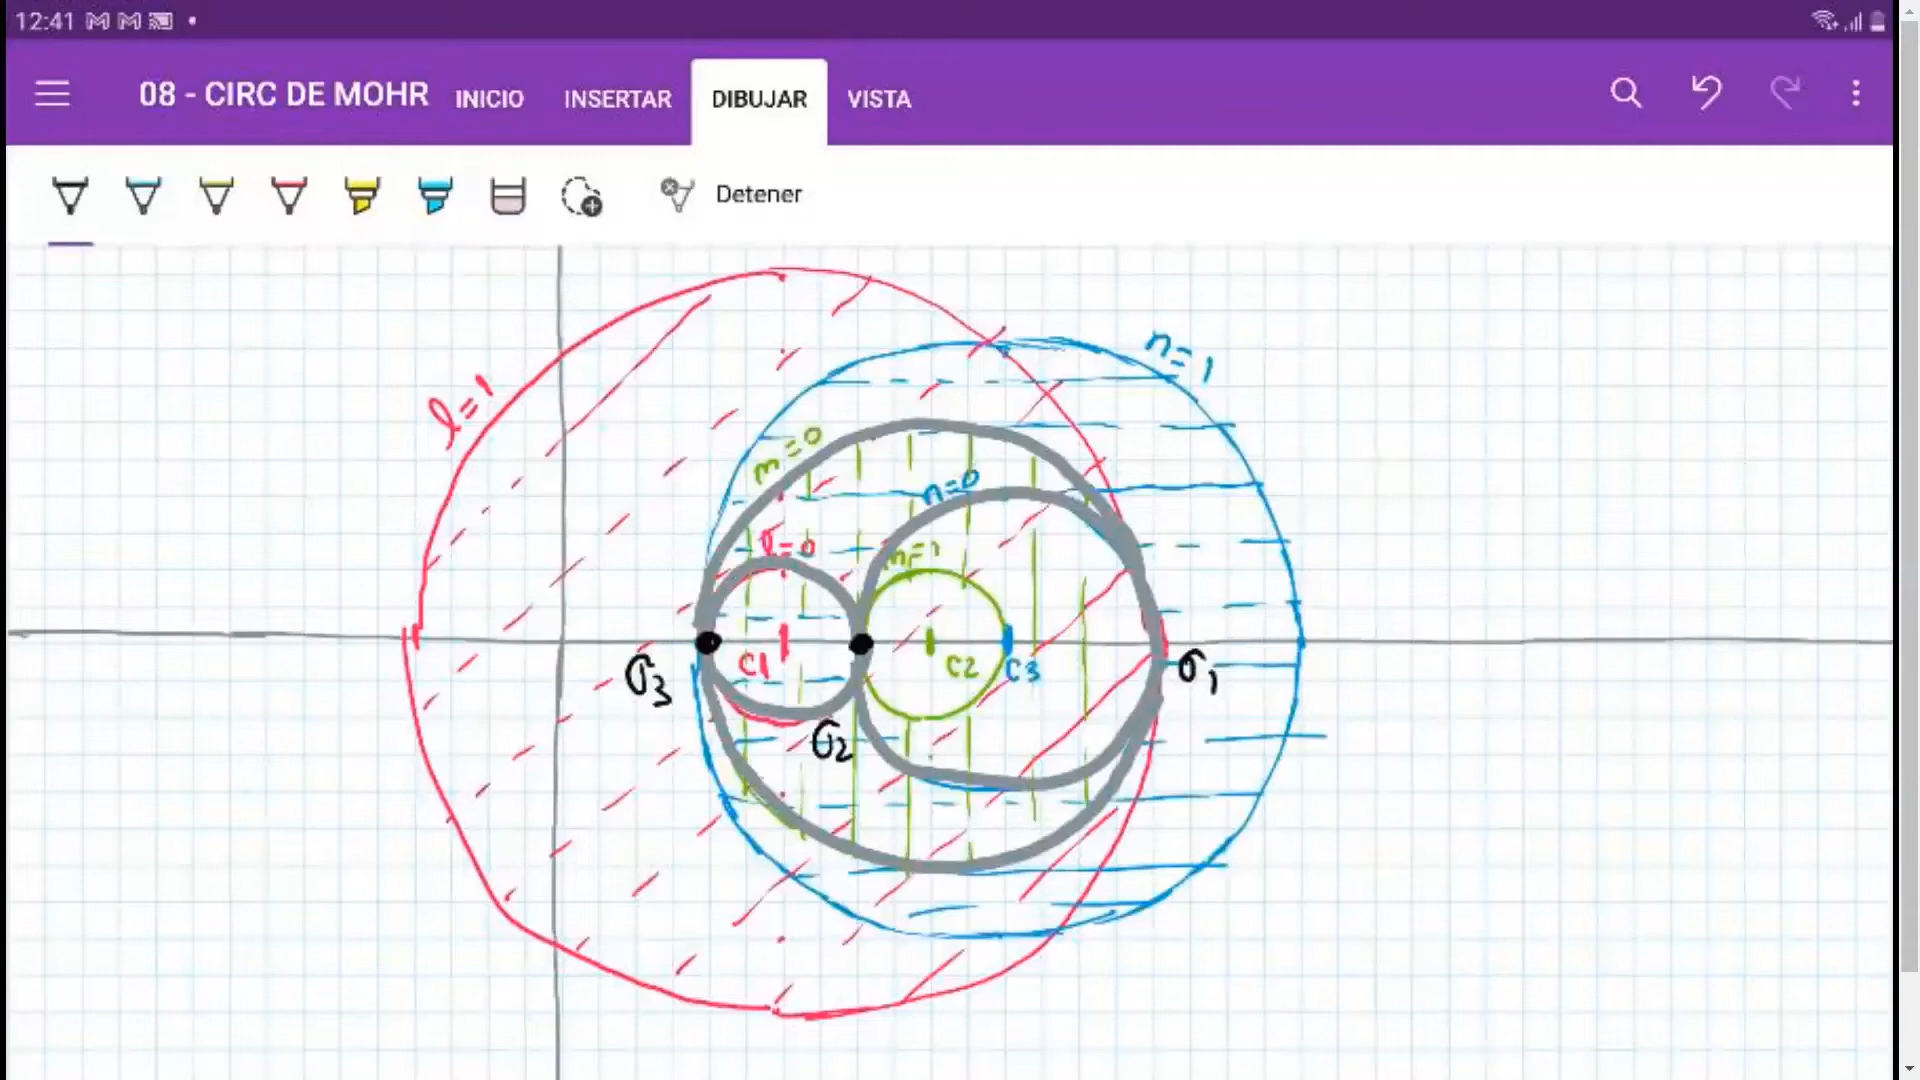 12:41
08 - CIRC DE MOHR INICIO INSERTAR DIBUJAR VISTA
Detener
n=1
l=1
m=0
n=0
l=0
m=1
σ3 C1 C2 C3 σ1
σ2